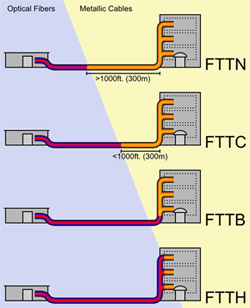 Optical Fibers Metallic Cables
FTTN
>1000ft. (300m)
FTTC
<1000ft. (300m)
FTTB
FTTH